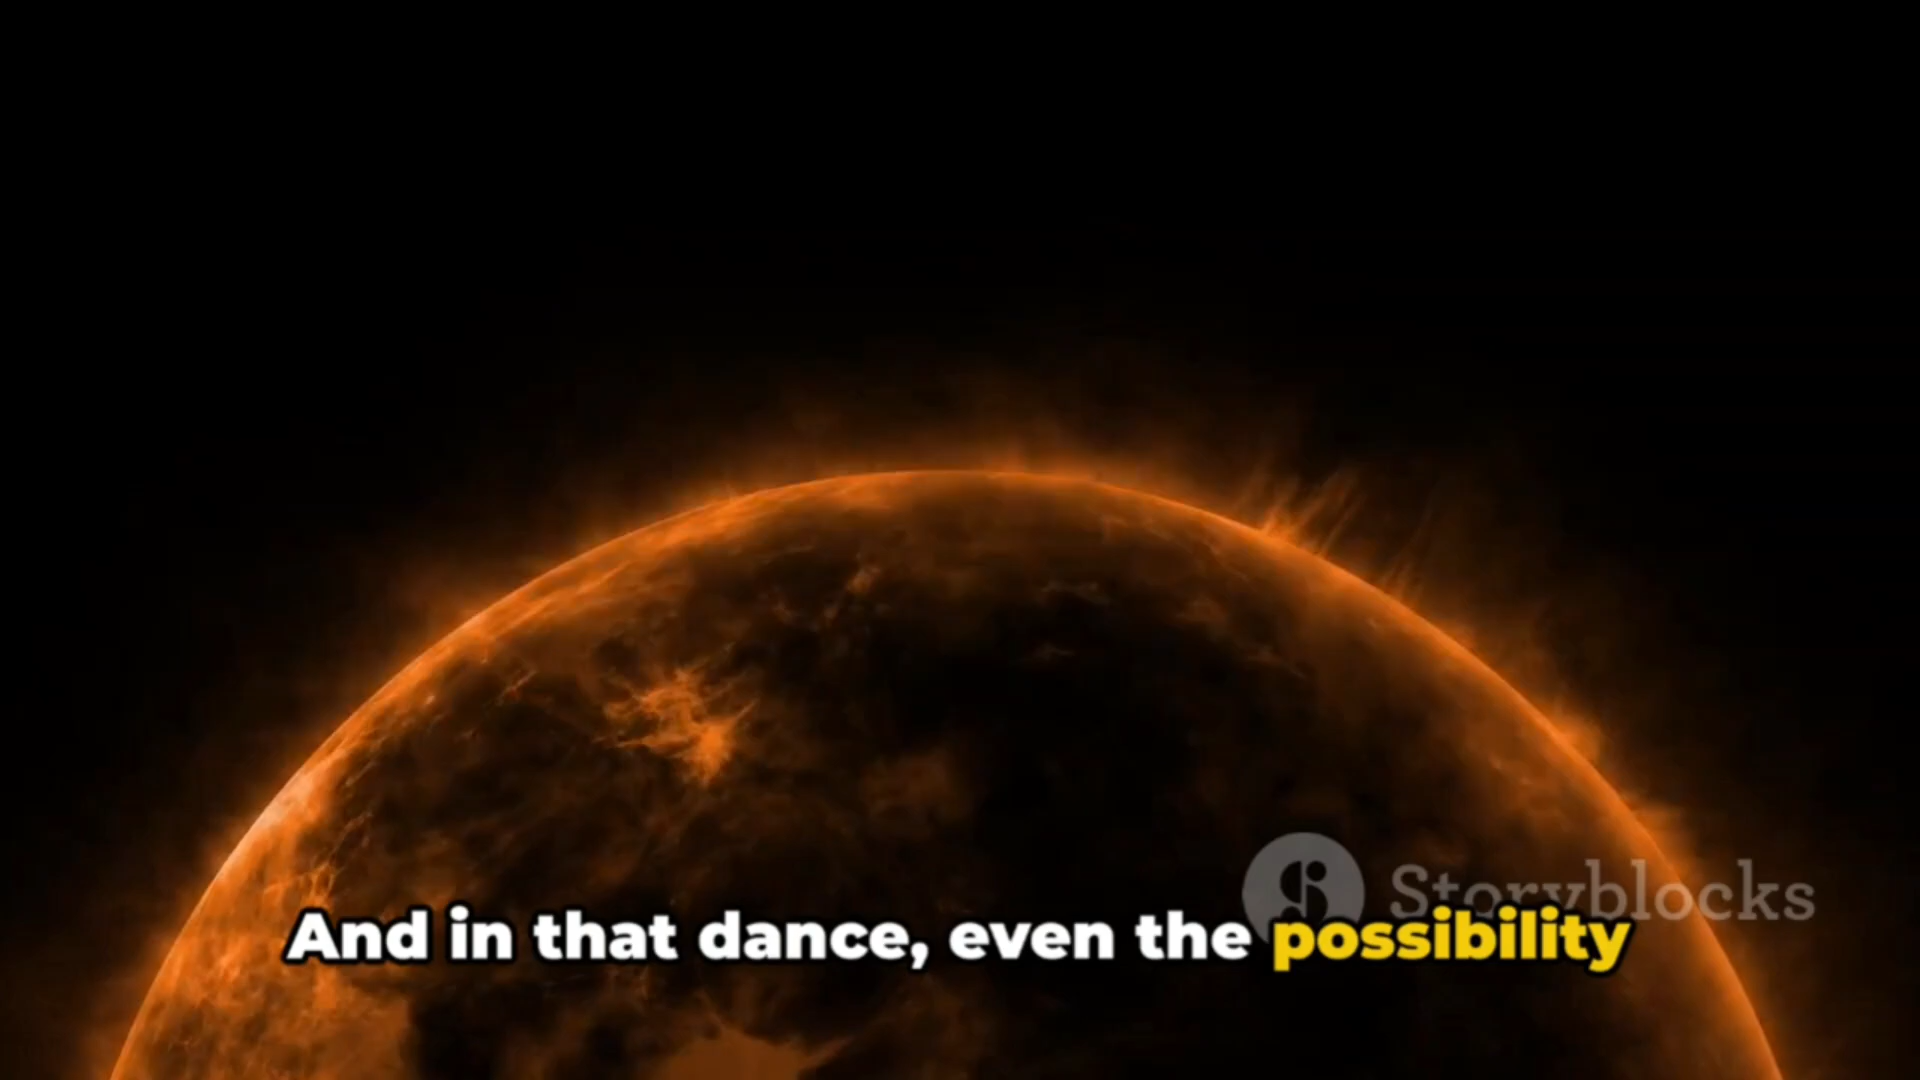 Storyblocks
And in that dance, even the possibility